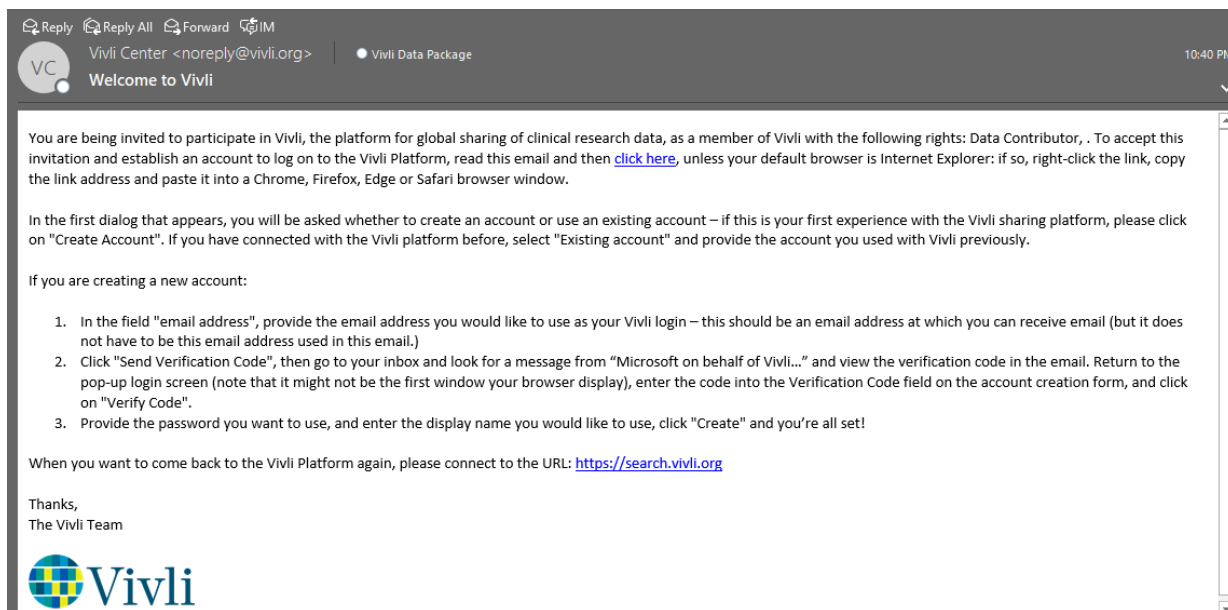 Reply Reply All Forward IM
VC
Vivli Center <noreply@vivli.org> Vivli Data Package 10:40 PM
Welcome to Vivli
You are being invited to participate in Vivli, the platform for global sharing of clinical research data, as a member of Vivli with the following rights: Data Contributor, . To accept this
invitation and establish an account to log on to the Vivli Platform, read this email and then click here, unless your default browser is Internet Explorer: if so, right-click the link, copy
the link address and paste it into a Chrome, Firefox, Edge or Safari browser window.
In the first dialog that appears, you will be asked whether to create an account or use an existing account – if this is your first experience with the Vivli sharing platform, please click
on "Create Account". If you have connected with the Vivli platform before, select "Existing account" and provide the account you used with Vivli previously.
If you are creating a new account:
1. In the field "email address", provide the email address you would like to use as your Vivli login – this should be an email address at which you can receive email (but it does
not have to be this email address used in this email.)
2. Click "Send Verification Code", then go to your inbox and look for a message from “Microsoft on behalf of Vivli...” and view the verification code in the email. Return to the
pop-up login screen (note that it might not be the first window your browser display), enter the code into the Verification Code field on the account creation form, and click
on "Verify Code".
3. Provide the password you want to use, and enter the display name you would like to use, click "Create" and you’re all set!
When you want to come back to the Vivli Platform again, please connect to the URL: https://search.vivli.org
Thanks,
The Vivli Team
Vivli